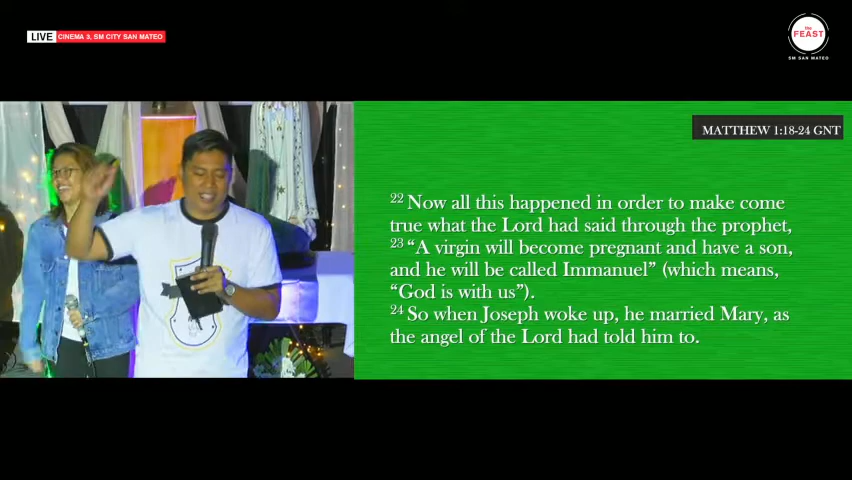 LIVE CINEMA 3, SM CITY SAN MATEO
the
FEAST
SM SAN MATEO
MATTHEW 1:18-24 GNT
22 Now all this happened in order to make come
true what the Lord had said through the prophet,
23 “A virgin will become pregnant and have a son,
and he will be called Immanuel” (which means,
“God is with us”).
24 So when Joseph woke up, he married Mary, as
the angel of the Lord had told him to.